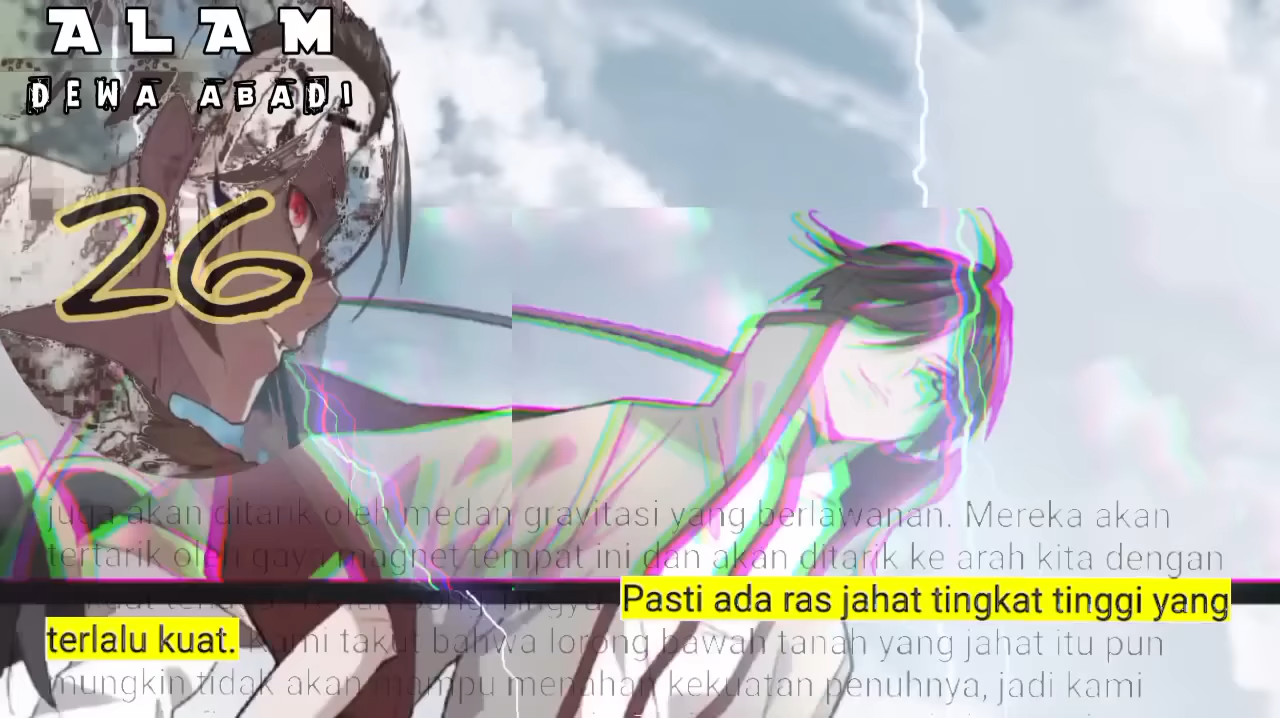 ALAM
DEWA ABADI
26
juga akan ditarik oleh medan gravitasi yang berlawanan. Mereka akan
tertarik oleh gaya magnet tempat ini dan akan ditarik ke arah kita dengan
Pasti ada ras jahat tingkat tinggi yang
terlalu kuat. Kami takut bahwa lorong bawah tanah yang jahat itu pun
mungkin tidak akan mampu menahan kekuatan penuhnya, jadi kami